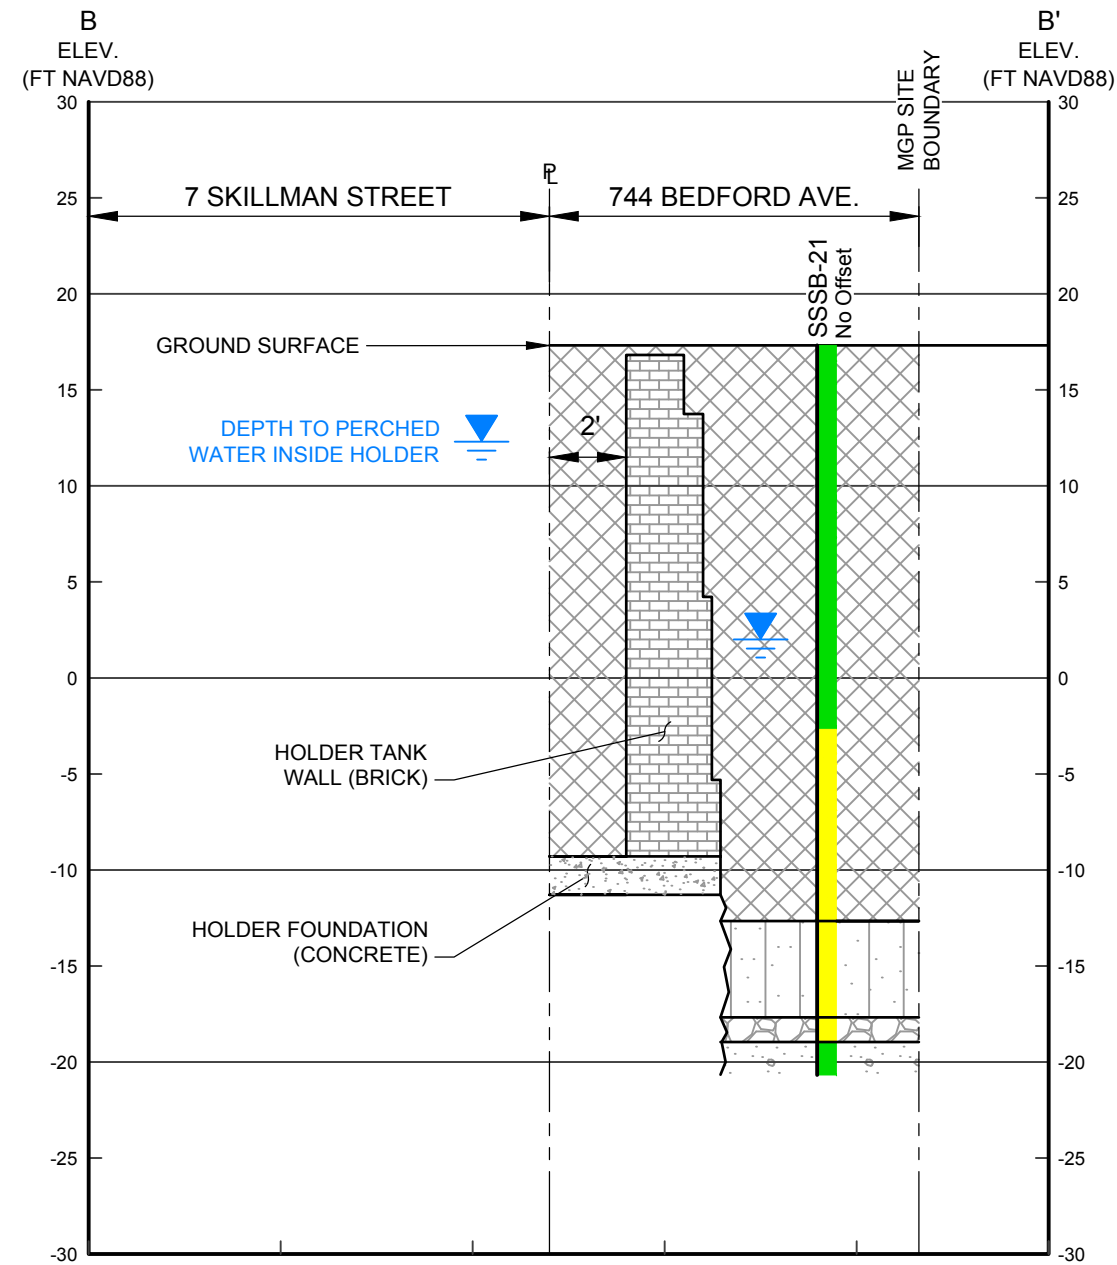 B
ELEV.
(FT NAVD88)
B'
ELEV.
(FT NAVD88)
MGP SITE
BOUNDARY
30
30
PL
7 SKILLMAN STREET
744 BEDFORD AVE.
25
25
SSSB-21
No Offset
20
20
GROUND SURFACE
15
15
DEPTH TO PERCHED
WATER INSIDE HOLDER
2'
10
10
5
5
0
0
HOLDER TANK
WALL (BRICK)
-5
-5
-10
-10
HOLDER FOUNDATION
(CONCRETE)
-15
-15
-20
-20
-25
-25
-30
-30